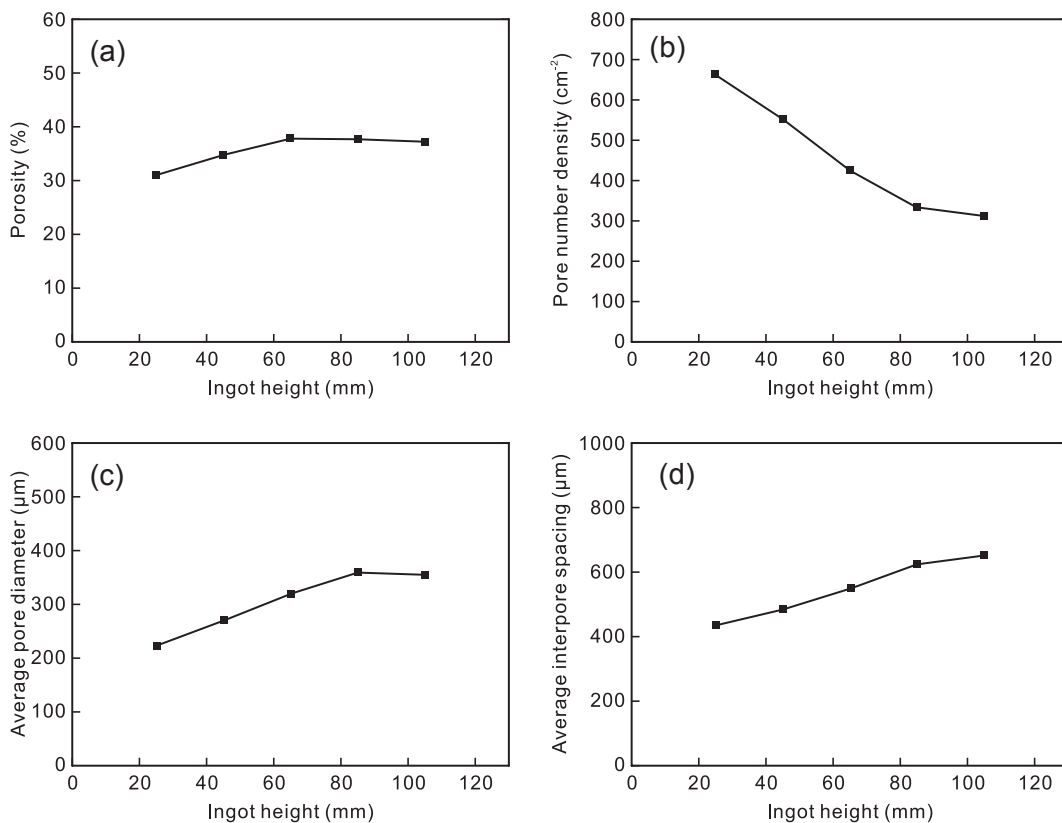 (a)
Porosity (%)
60
50
40
30
20
10
0
0 20 40 60 80 100 120
Ingot height (mm)
(b)
Pore number density (cm⁻²)
800
700
600
500
400
300
200
100
0
0 20 40 60 80 100 120
Ingot height (mm)
(c)
Average pore diameter (μm)
600
500
400
300
200
100
0
0 20 40 60 80 100 120
Ingot height (mm)
(d)
Average interpore spacing (μm)
1000
800
600
400
200
0
0 20 40 60 80 100 120
Ingot height (mm)